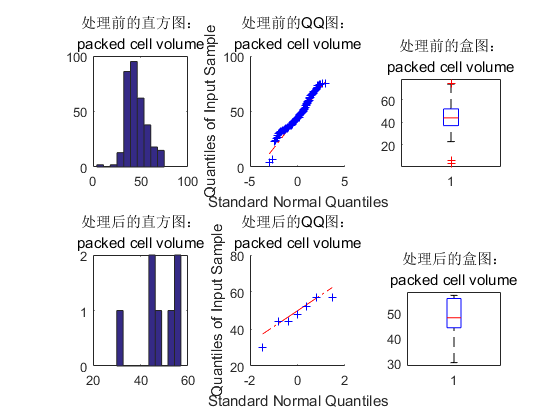 处理前的直方图:
packed cell volume
100
50
0
0
50
100
处理前的QQ图:
packed cell volume
Quantiles of Input Sample
100
50
0
-5
0
5
Standard Normal Quantiles
处理前的盒图:
packed cell volume
60
40
20
1
处理后的直方图:
packed cell volume
2
1
0
20
40
60
处理后的QQ图:
packed cell volume
Quantiles of Input Sample
80
60
40
20
-2
0
2
Standard Normal Quantiles
处理后的盒图:
packed cell volume
50
40
30
1